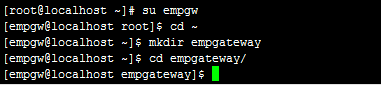 [root@localhost ~]# su empgw
[empgw@localhost root]$ cd ~
[empgw@localhost ~]$ mkdir empgateway
[empgw@localhost ~]$ cd empgateway/
[empgw@localhost empgateway]$